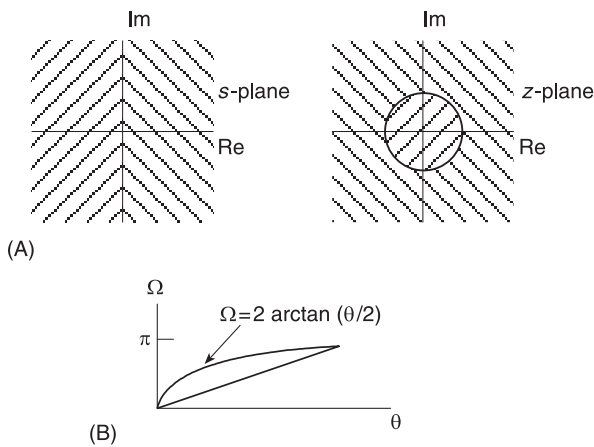 Im
Im
s-plane
z-plane
Re
Re
(A)
Ω
Ω=2 arctan (θ/2)
π
θ
(B)